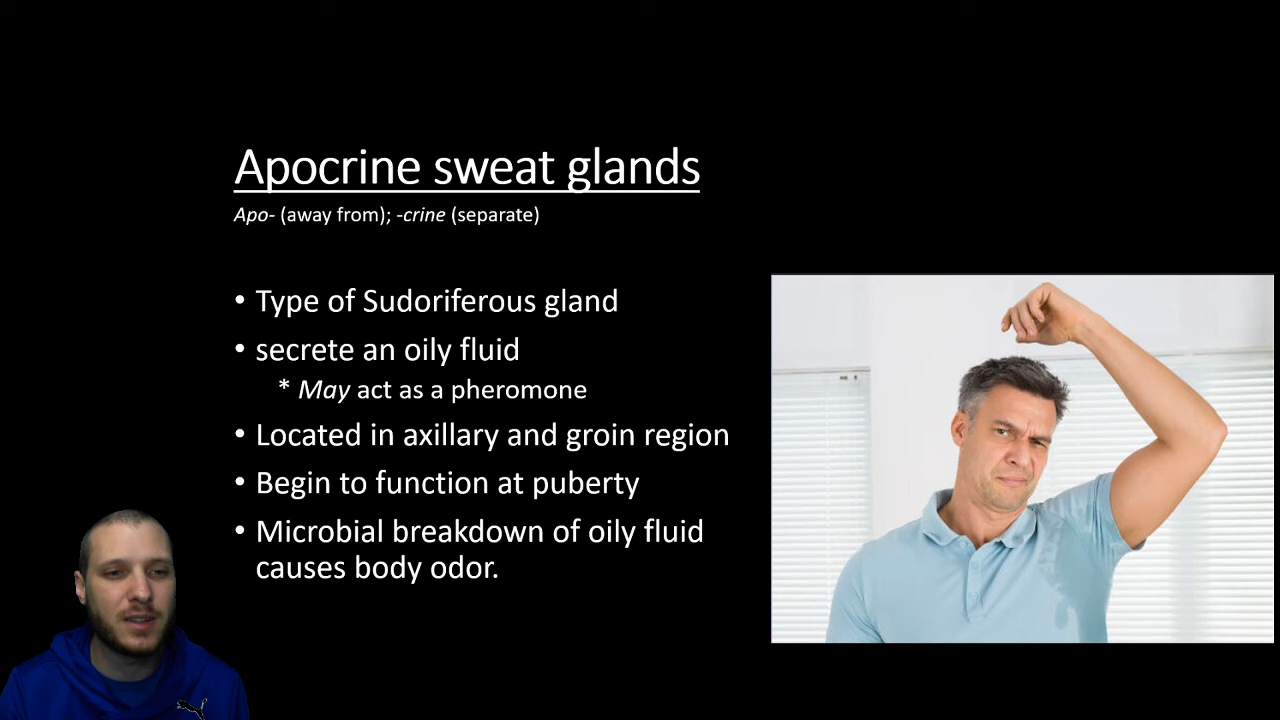 Apocrine sweat glands
Apo- (away from); -crine (separate)
• Type of Sudoriferous gland
• secrete an oily fluid
* May act as a pheromone
• Located in axillary and groin region
• Begin to function at puberty
• Microbial breakdown of oily fluid
causes body odor.